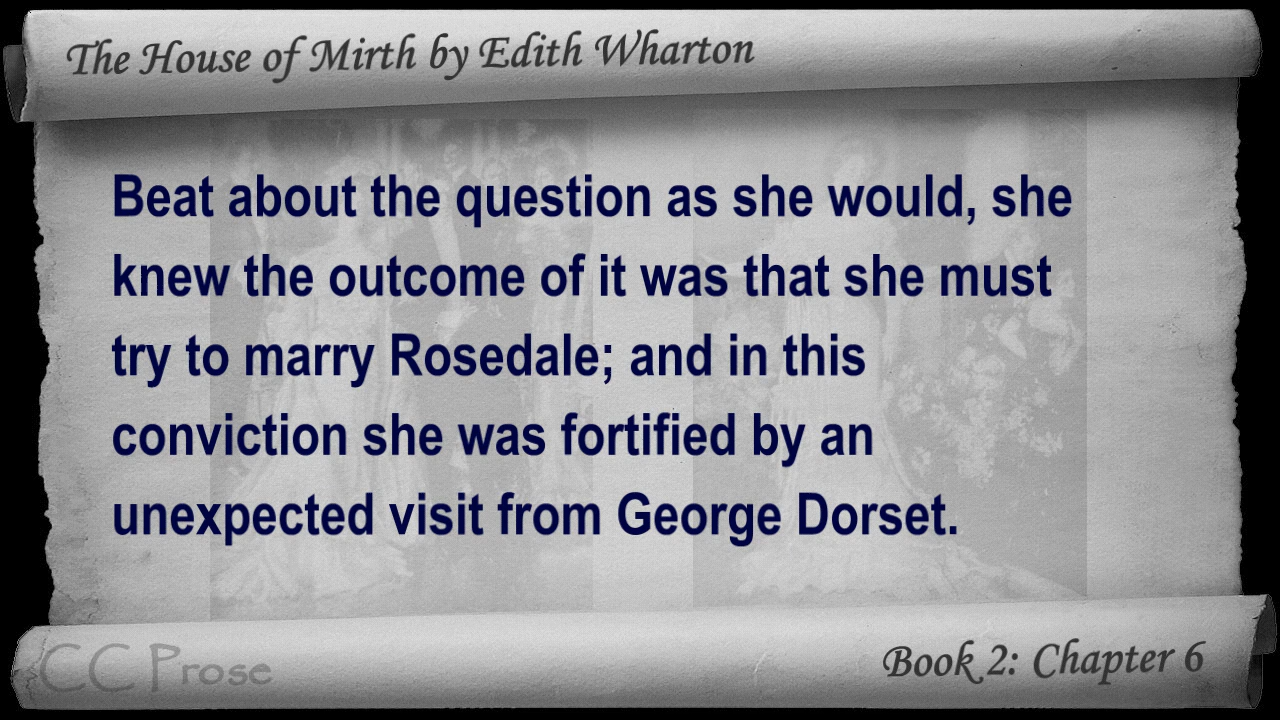 The House of Mirth by Edith Wharton
Beat about the question as she would, she
knew the outcome of it was that she must
try to marry Rosedale; and in this
conviction she was fortified by an
unexpected visit from George Dorset.
CC Prose
Book 2: Chapter 6